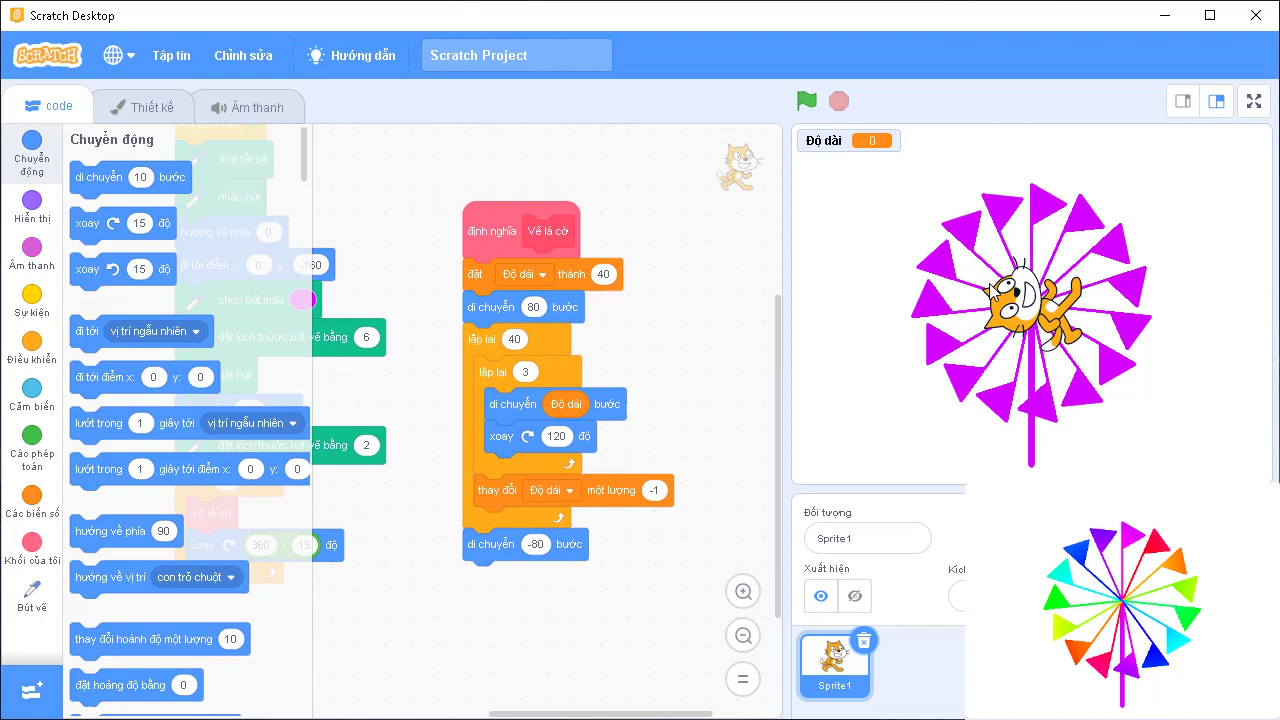 Scratch Desktop
SCRATCH
Tập tin
Chỉnh sửa
Hướng dẫn
Scratch Project
code
Thiết kế
Âm thanh
Chuyển động
Hiển thị
Âm thanh
Sự kiện
Điều khiển
Cảm biến
Các phép toán
Các biến số
Khối của tôi
Bút vẽ
Chuyển động
di chuyển 10 bước
xoay 15 độ
xoay 15 độ
đi tới vị trí ngẫu nhiên
đi tới điểm x: 0 y: 0
lướt trong 1 giây tới vị trí ngẫu nhiên
lướt trong 1 giây tới điểm x: 0 y: 0
hướng về phía 90
hướng về vị trí con trỏ chuột
thay đổi hoành độ một lượng 10
đặt hoàng độ bằng 0
Xóa tất cả
nhấc bút
hướng về phía 0
đi tới điểm x: 0 y: -160
chọn bút màu
đặt kích thước bút vẽ bằng 6
đặt bút
đặt kích thước bút vẽ bằng 2
Vẽ lá cờ
xoay 360 / 15 độ
định nghĩa Vẽ lá cờ
đặt Độ dài thành 40
di chuyển 80 bước
lặp lại 40
lặp lại 3
di chuyển Độ dài bước
xoay 120 độ
thay đổi Độ dài một lượng -1
di chuyển -80 bước
Độ dài 0
Đối tượng
Sprite1
Xuất hiện
Sprite1